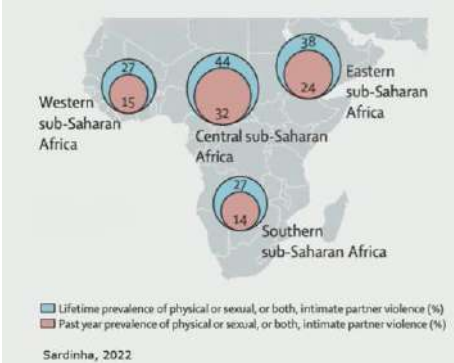 38
24
Eastern
sub-Saharan
Africa
44
32
Central sub-Saharan
Africa
27
15
Western
sub-Saharan
Africa
27
14
Southern
sub-Saharan Africa
Lifetime prevalence of physical or sexual, or both, intimate partner violence (%)
Past year prevalence of physical or sexual, or both, intimate partner violence (%)
Sardinha, 2022